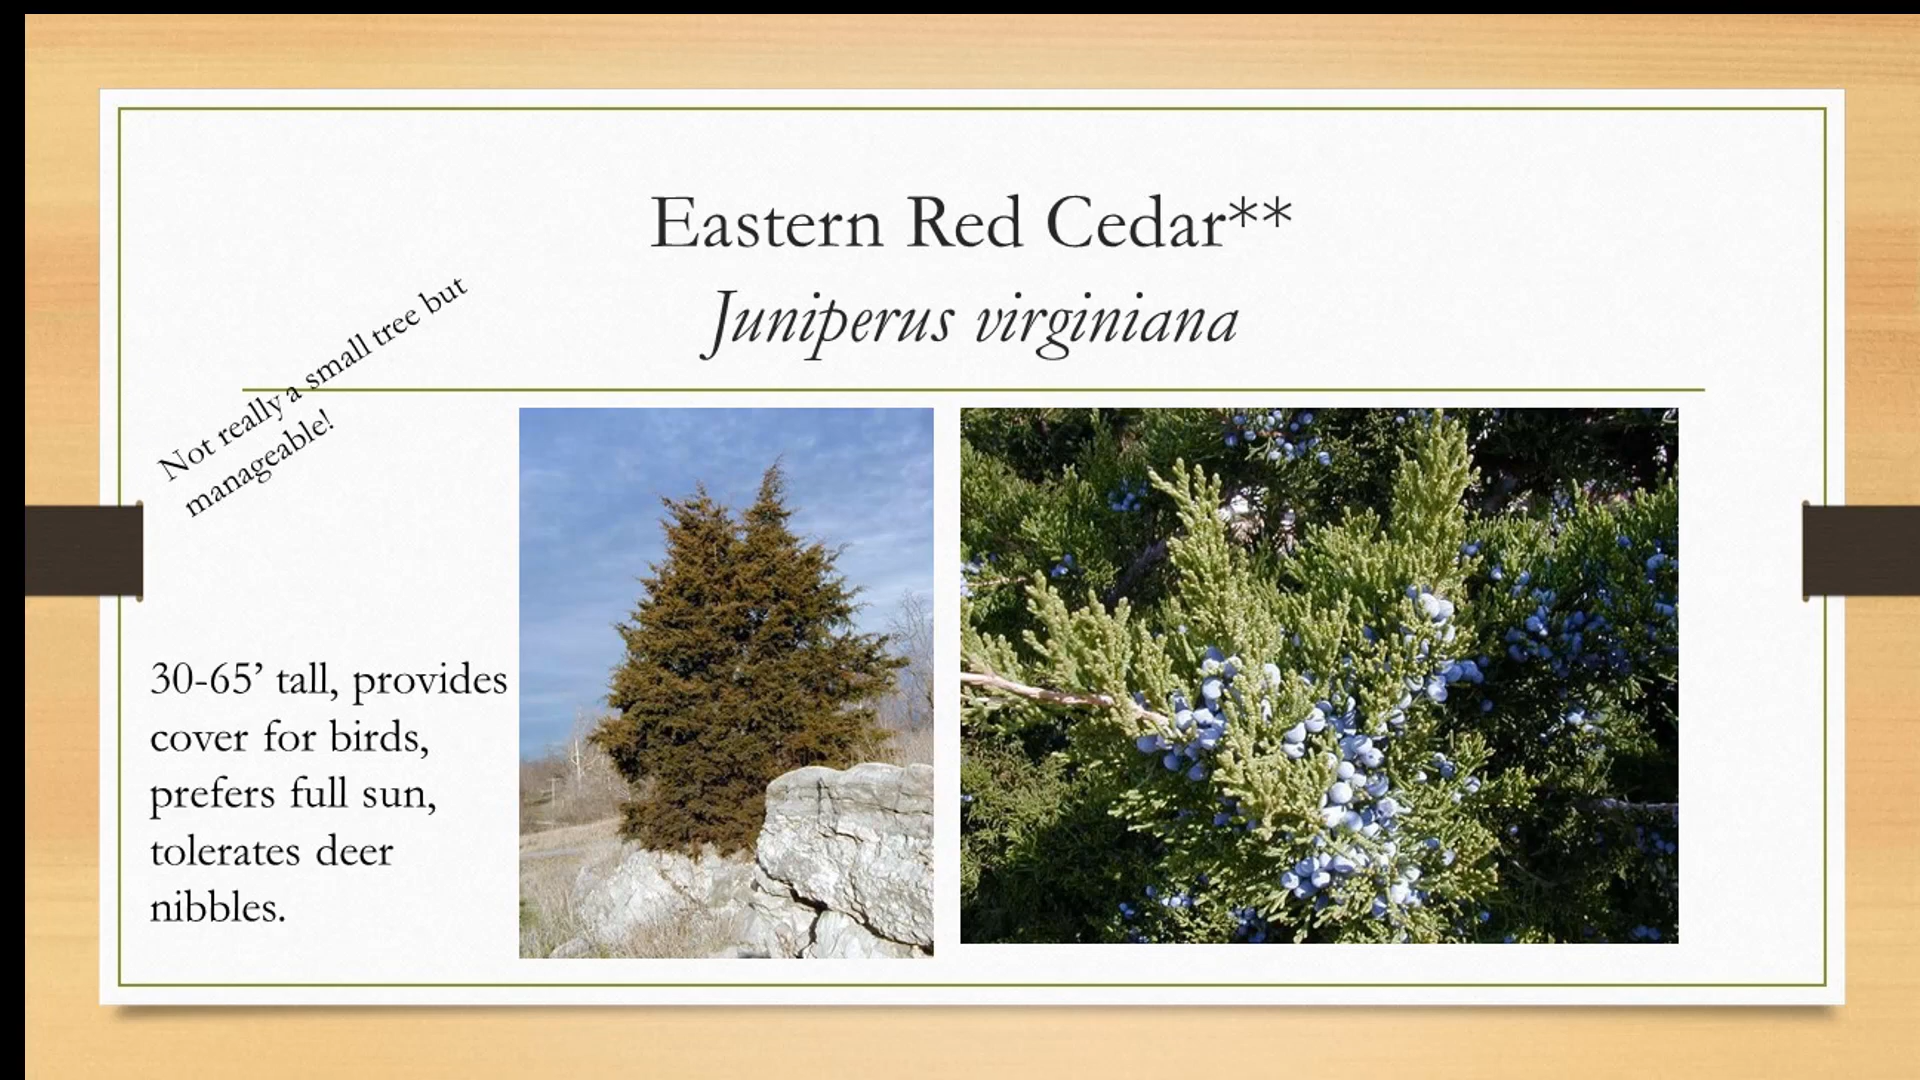 Eastern Red Cedar**
Juniperus virginiana
Not really a small tree but
manageable!
30-65’ tall, provides
cover for birds,
prefers full sun,
tolerates deer
nibbles.